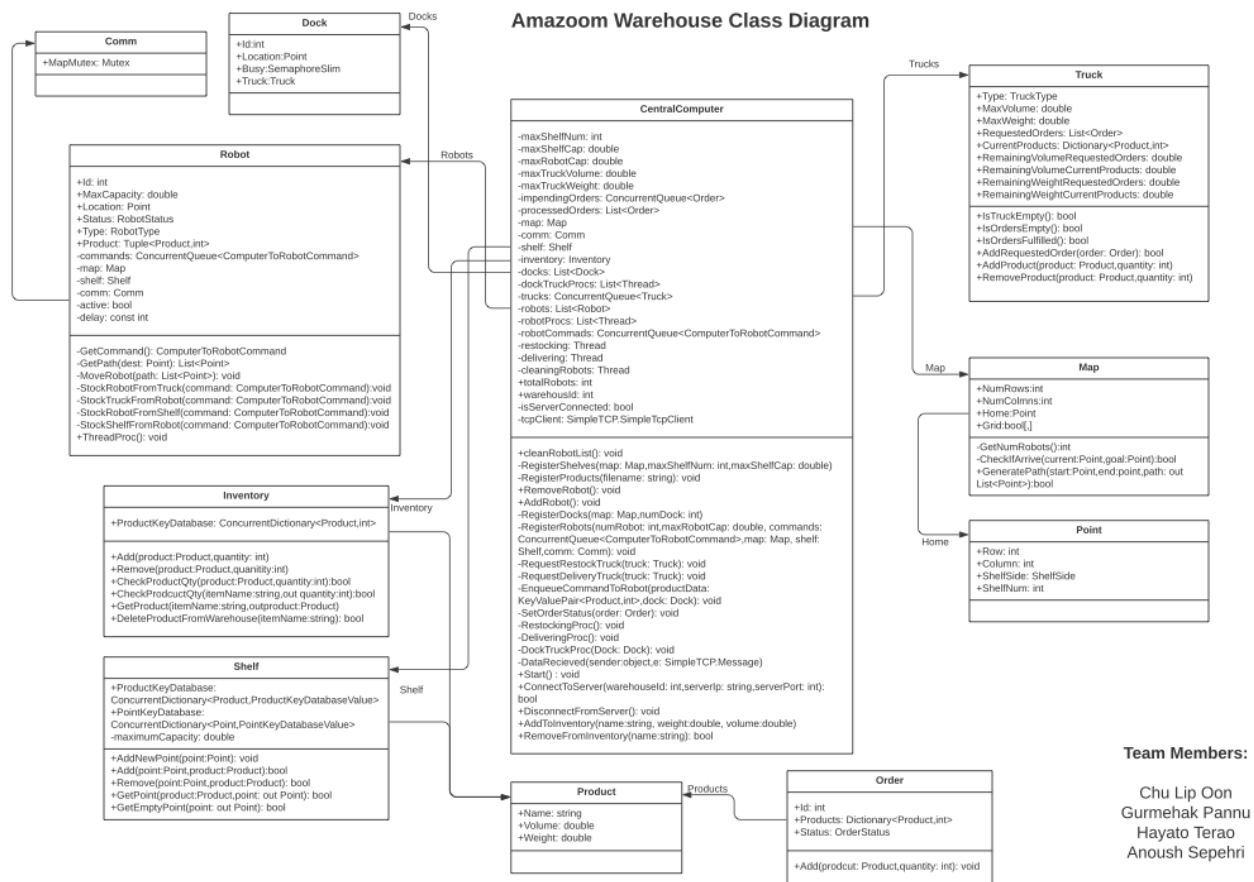 Amazoom Warehouse Class Diagram
Comm
+MapMutex: Mutex
Dock
+Id:int
+Location:Point
+Busy:SemaphoreSlim
+Truck:Truck
Docks
Robot
+Id: int
+MaxCapacity: double
+Location: Point
+Status: RobotStatus
+Type: RobotType
+Product: Tuple<Product,int>
-commands: ConcurrentQueue<ComputerToRobotCommand>
-map: Map
-shelf: Shelf
-comm: Comm
-active: bool
-delay: const int
-GetCommand(): ComputerToRobotCommand
-GetPath(dest: Point): List<Point>
-MoveRobot(path: List<Point>): void
-StockRobotFromTruck(command: ComputerToRobotCommand):void
-StockTruckFromRobot(command: ComputerToRobotCommand):void
-StockRobotFromShelf(command: ComputerToRobotCommand):void
-StockShelfFromRobot(command: ComputerToRobotCommand):void
+ThreadProc(): void
Robots
Inventory
+ProductKeyDatabase: ConcurrentDictionary<Product,int>
+Add(product:Product,quantity: int)
+Remove(product:Product,quanitity:int)
+CheckProductQty(product:Product,quantity:int):bool
+CheckProdcuctQty(itemName:string,out quantity:int):bool
+GetProduct(itemName:string,outproduct:Product)
+DeleteProductFromWarehouse(itemName:string): bool
Inventory
Shelf
+ProductKeyDatabase:
ConcurrentDictionary<Product,ProductKeyDatabaseValue>
+PointKeyDatabase:
ConcurrentDictionary<Point,PointKeyDatabaseValue>
-maximumCapacity: double
+AddNewPoint(point:Point): void
+Add(point:Point,product:Product):bool
+Remove(point:Point,product:Product): bool
+GetPoint(product:Product,point: out Point): bool
+GetEmptyPoint(point: out Point): bool
Shelf
CentralComputer
-maxShelfNum: int
-maxShelfCap: double
-maxRobotCap: double
-maxTruckVolume: double
-maxTruckWeight: double
-impendingOrders: ConcurrentQueue<Order>
-processedOrders: List<Order>
-map: Map
-comm: Comm
-shelf: Shelf
-inventory: Inventory
-docks: List<Dock>
-dockTruckProcs: List<Thread>
-trucks: ConcurrentQueue<Truck>
-robots: List<Robot>
-robotProcs: List<Thread>
-robotCommads: ConcurrentQueue<ComputerToRobotCommand>
-restocking: Thread
-delivering: Thread
-cleaningRobots: Thread
+totalRobots: int
+warehousId: int
-isServerConnected: bool
-tcpClient: SimpleTCP.SimpleTcpClient
+cleanRobotList(): void
-RegisterShelves(map: Map,maxShelfNum: int,maxShelfCap: double)
-RegisterProducts(filename: string): void
+RemoveRobot(): void
+AddRobot(): void
-RegisterDocks(map: Map,numDock: int)
-RegisterRobots(numRobot: int,maxRobotCap: double, commands:
ConcurrentQueue<ComputerToRobotCommand>,map: Map, shelf:
Shelf,comm: Comm): void
-RequestRestockTruck(truck: Truck): void
-RequestDeliveryTruck(truck: Truck): void
-EnqueueCommandToRobot(productData:
KeyValuePair<Product,int>,dock: Dock): void
-SetOrderStatus(order: Order): void
-RestockingProc(): void
-DeliveringProc(): void
-DockTruckProc(Dock: Dock): void
-DataRecieved(sender:object,e: SimpleTCP.Message)
+Start() : void
+ConnectToServer(warehouseId: int,serverIp: string,serverPort: int):
bool
+DisconnectFromServer(): void
+AddToInventory(name:string, weight:double, volume:double)
+RemoveFromInventory(name:string): bool
Trucks
Truck
+Type: TruckType
+MaxVolume: double
+MaxWeight: double
+RequestedOrders: List<Order>
+CurrentProducts: Dictionary<Product,int>
+RemainingVolumeRequestedOrders: double
+RemainingVolumeCurrentProducts: double
+RemainingWeightRequestedOrders: double
+RemainingWeightCurrentProducts: double
+IsTruckEmpty(): bool
+IsOrdersEmpty(): bool
+IsOrdersFulfilled(): bool
+AddRequestedOrder(order: Order): bool
+AddProduct(product: Product,quantity: int)
+RemoveProduct(product: Product,quantity: int)
Map
Map
+NumRows:int
+NumColmns:int
+Home:Point
+Grid:bool[,]
-GetNumRobots():int
-CheckIfArrive(current:Point,goal:Point):bool
+GeneratePath(start:Point,end:point,path: out
List<Point>):bool
Home
Point
+Row: int
+Column: int
+ShelfSide: ShelfSide
+ShelfNum: int
Product
+Name: string
+Volume: double
+Weight: double
Products
Order
+Id: int
+Products: Dictionary<Product,int>
+Status: OrderStatus
+Add(prodcut: Product,quantity: int): void
Team Members:
Chu Lip Oon
Gurmehak Pannu
Hayato Terao
Anoush Sepehri